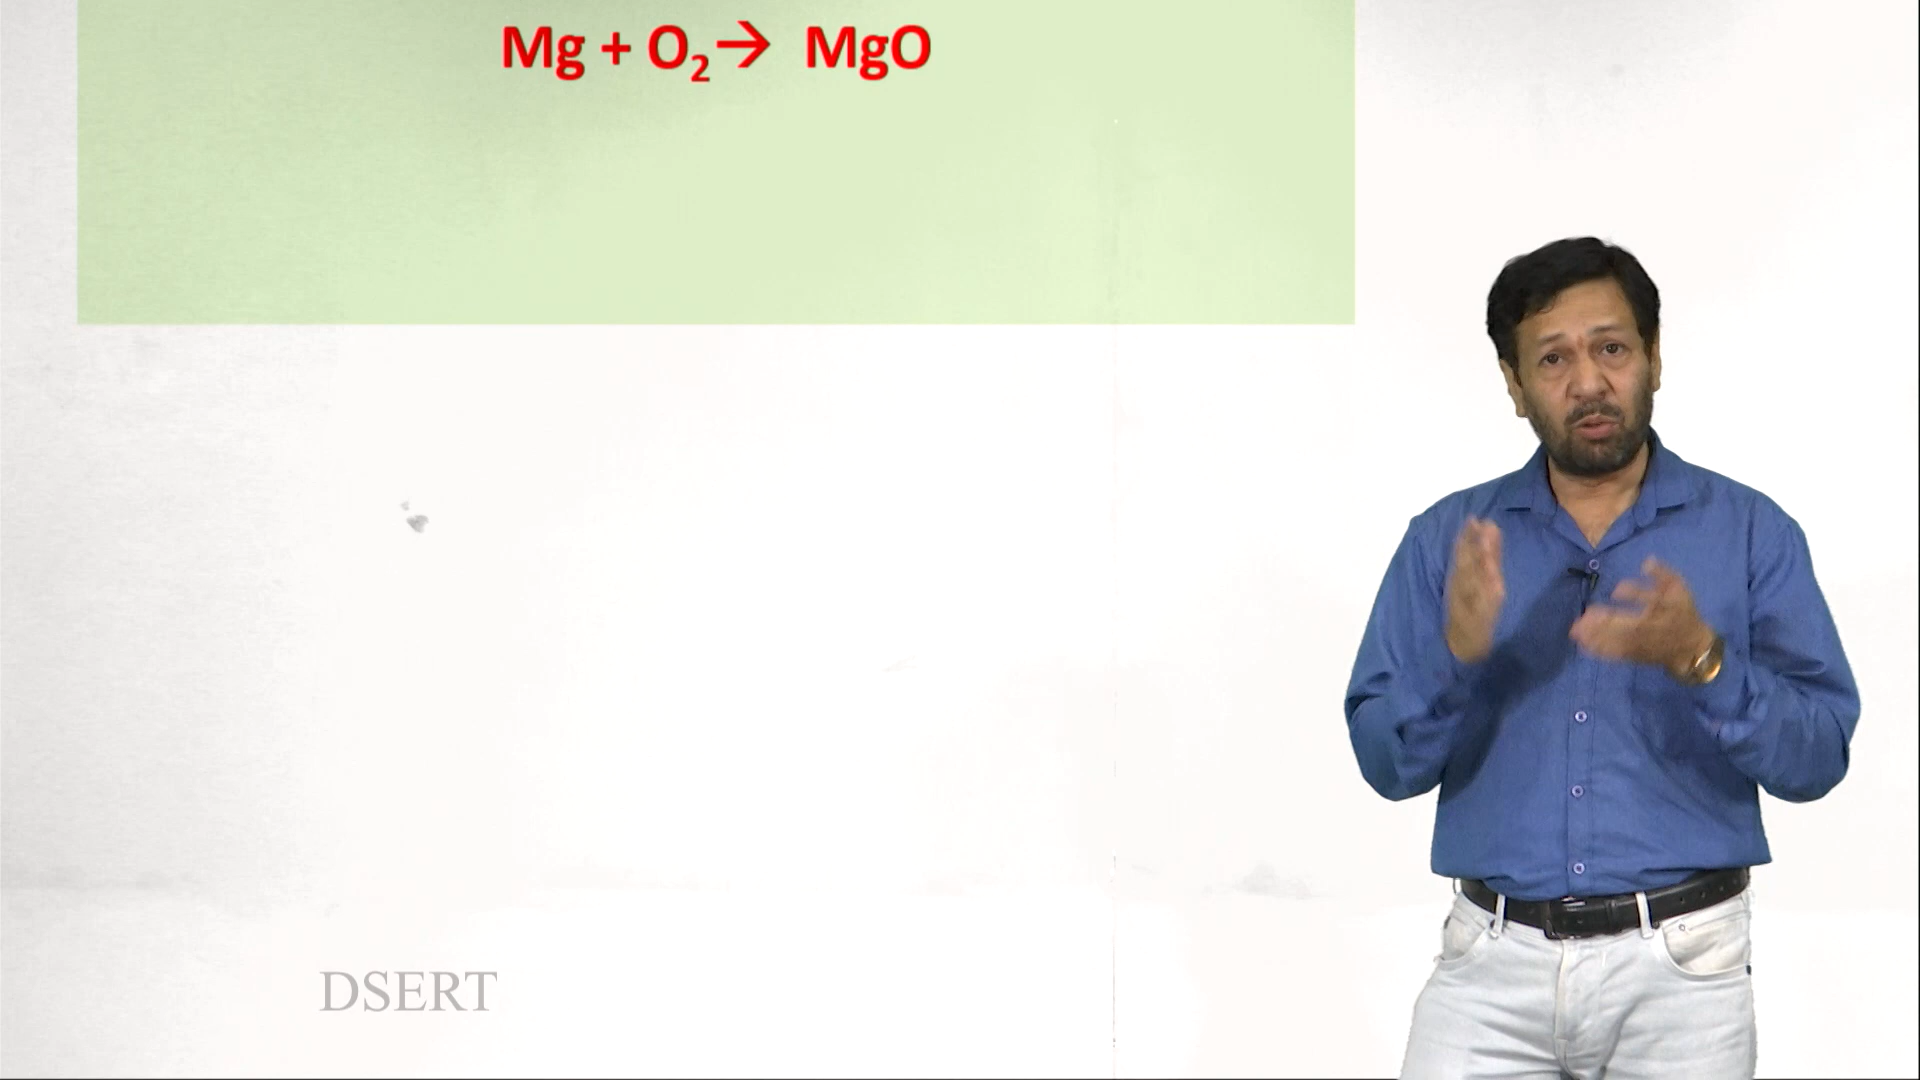 Mg + O₂→ MgO
DSERT